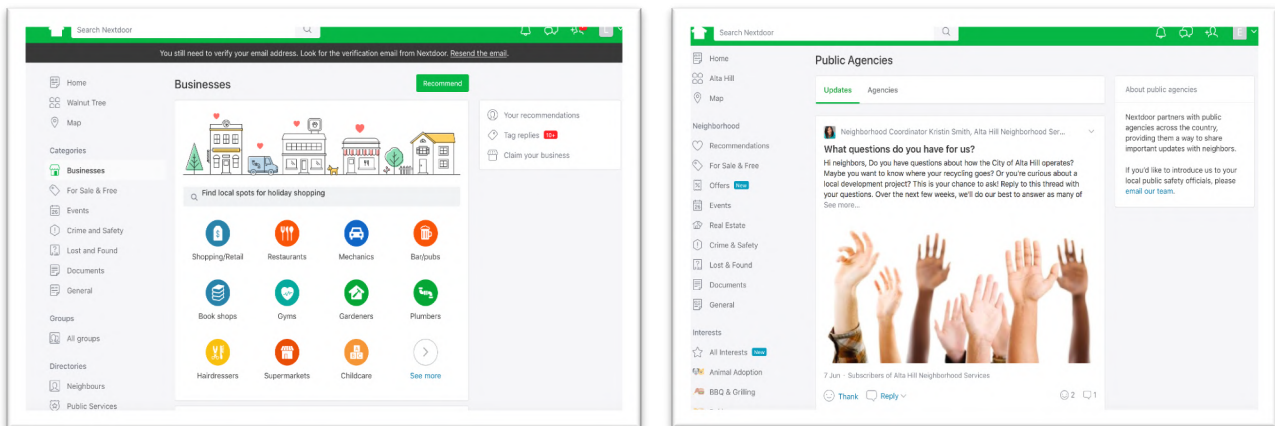 Search Nextdoor
You still need to verify your email address. Look for the verification email from Nextdoor. Resend the email.
Home
Walnut Tree
Map
Categories
Businesses
For Sale & Free
Events
Crime and Safety
Lost and Found
Documents
General
Groups
All groups
Directories
Neighbours
Public Services
Businesses
Recommend
Find local spots for holiday shopping
Shopping/Retail
Restaurants
Mechanics
Bar/pubs
Book shops
Gyms
Gardeners
Plumbers
Hairdressers
Supermarkets
Childcare
See more
Your recommendations
Tag replies 10+
Claim your business
Search Nextdoor
E
Home
Alta Hill
Map
Neighborhood
Recommendations
For Sale & Free
Offers New
Events
Real Estate
Crime & Safety
Lost & Found
Documents
General
Interests
All Interests New
Animal Adoption
BBQ & Grilling
Public Agencies
Updates Agencies
Neighborhood Coordinator Kristin Smith, Alta Hill Neighborhood Ser...
What questions do you have for us?
Hi neighbors, Do you have questions about how the City of Alta Hill operates?
Maybe you want to know where your recycling goes? Or you're curious about a
local development project? This is your chance to ask! Reply to this thread with
your questions. Over the next few weeks, we'll do our best to answer as many of
See more...
7 Jun · Subscribers of Alta Hill Neighborhood Services
Thank Reply 2 1
About public agencies
Nextdoor partners with public
agencies across the country,
providing them a way to share
important updates with neighbors.
If you'd like to introduce us to your
local public safety officials, please
email our team.